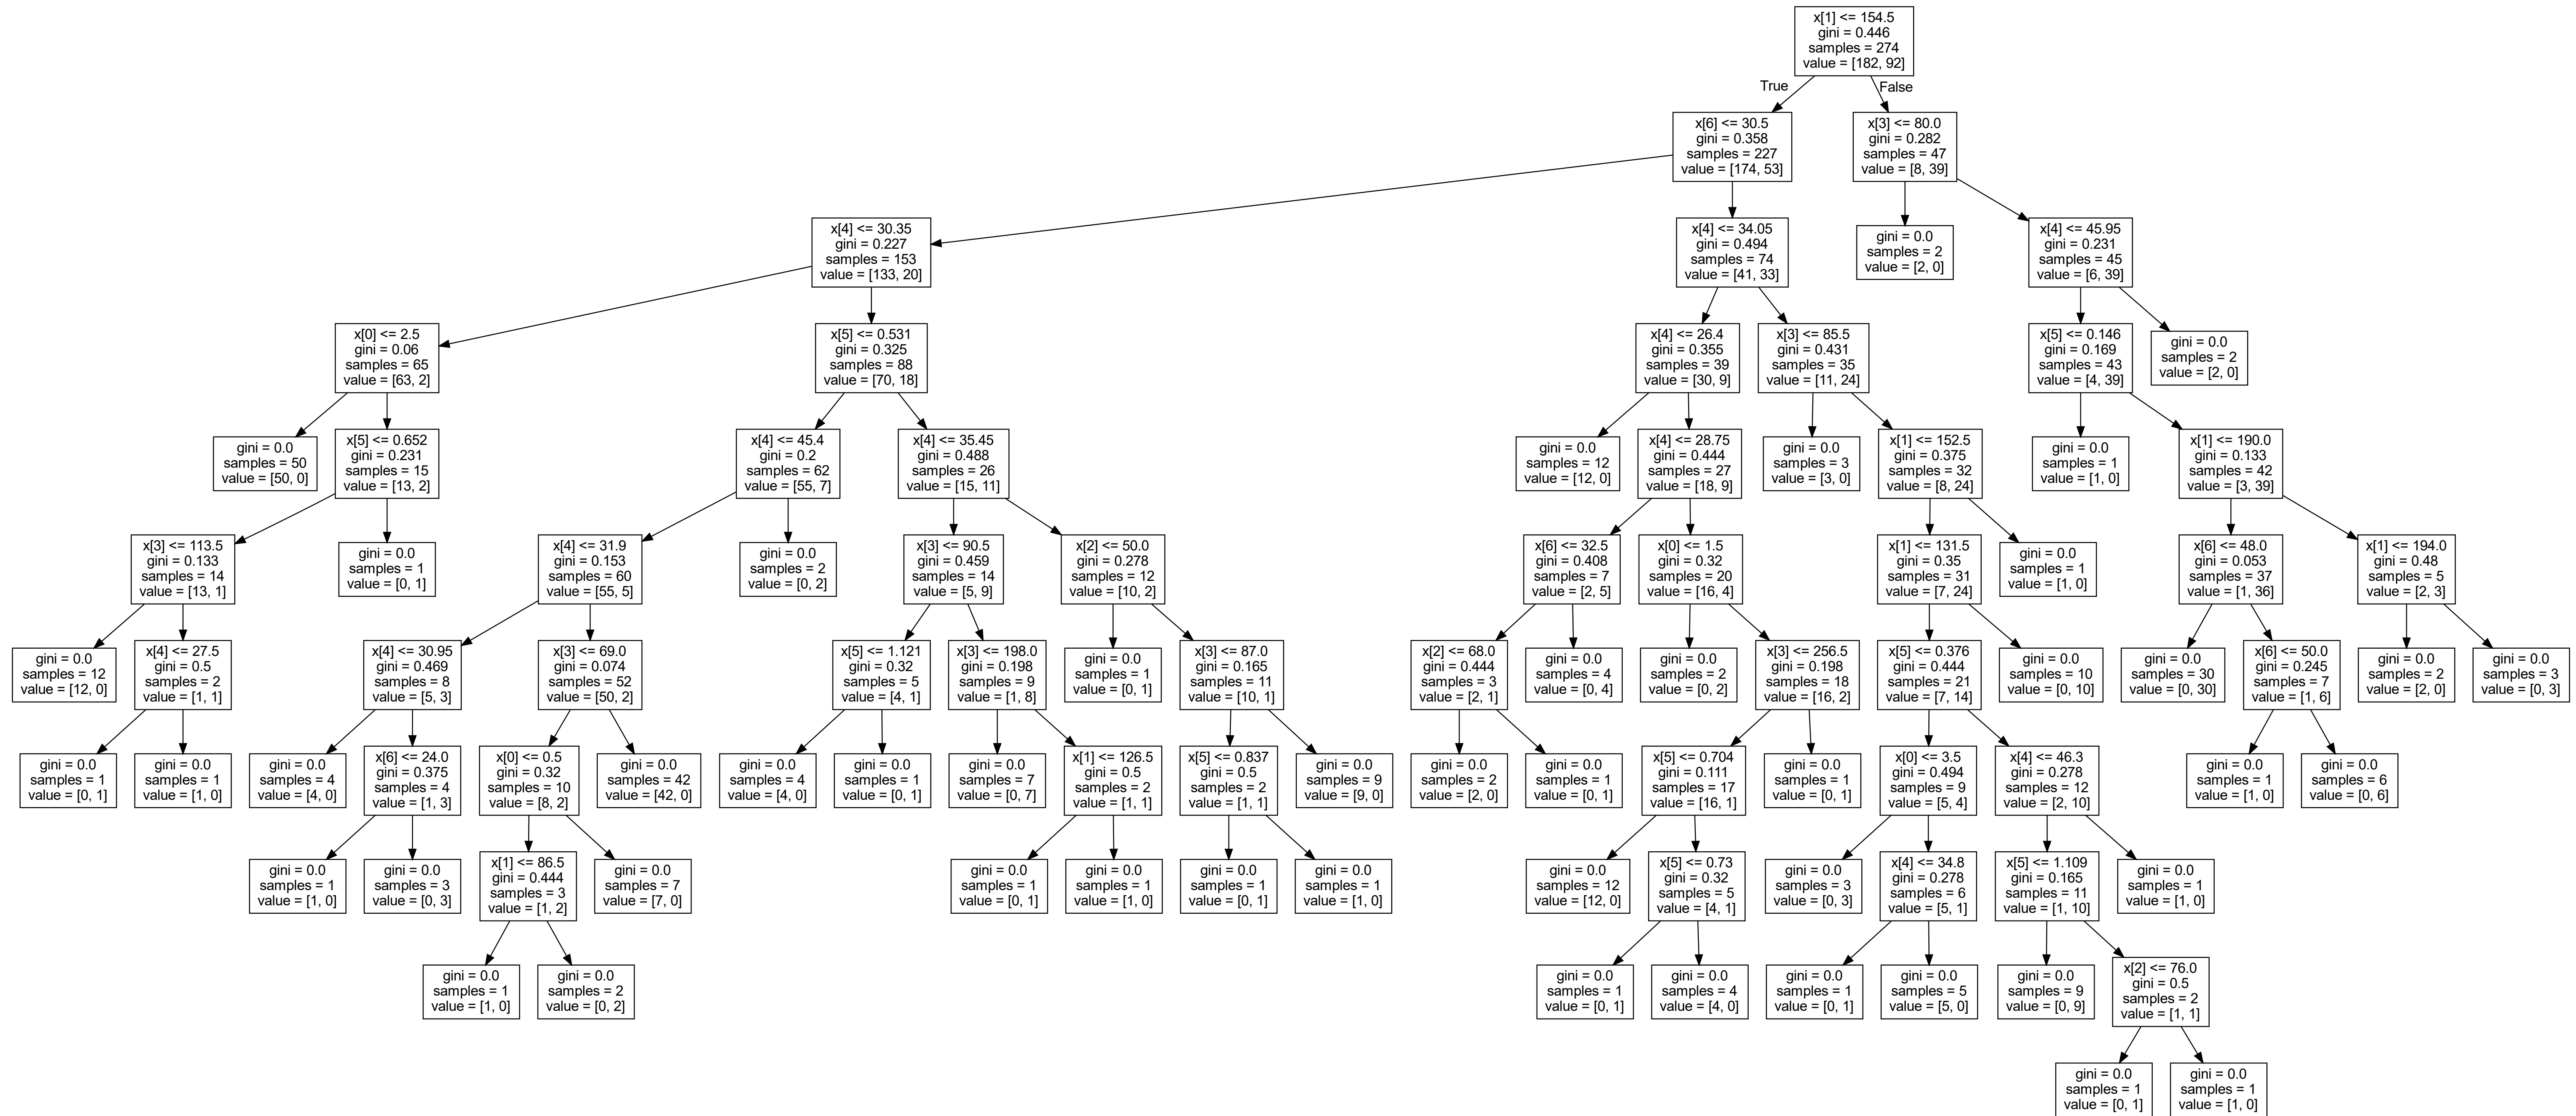 x[1] <= 154.5
gini = 0.446
samples = 274
value = [182, 92]
True
False
x[6] <= 30.5
gini = 0.358
samples = 227
value = [174, 53]
x[3] <= 80.0
gini = 0.282
samples = 47
value = [8, 39]
x[4] <= 30.35
gini = 0.227
samples = 153
value = [133, 20]
x[4] <= 34.05
gini = 0.494
samples = 74
value = [41, 33]
gini = 0.0
samples = 2
value = [2, 0]
x[4] <= 45.95
gini = 0.231
samples = 45
value = [6, 39]
x[0] <= 2.5
gini = 0.06
samples = 65
value = [63, 2]
x[5] <= 0.531
gini = 0.325
samples = 88
value = [70, 18]
x[4] <= 26.4
gini = 0.355
samples = 39
value = [30, 9]
x[3] <= 85.5
gini = 0.431
samples = 35
value = [11, 24]
x[5] <= 0.146
gini = 0.169
samples = 43
value = [4, 39]
gini = 0.0
samples = 2
value = [2, 0]
gini = 0.0
samples = 50
value = [50, 0]
x[5] <= 0.652
gini = 0.231
samples = 15
value = [13, 2]
x[4] <= 45.4
gini = 0.2
samples = 62
value = [55, 7]
x[4] <= 35.45
gini = 0.488
samples = 26
value = [15, 11]
gini = 0.0
samples = 12
value = [12, 0]
x[4] <= 28.75
gini = 0.444
samples = 27
value = [18, 9]
gini = 0.0
samples = 3
value = [3, 0]
x[1] <= 152.5
gini = 0.375
samples = 32
value = [8, 24]
gini = 0.0
samples = 1
value = [1, 0]
x[1] <= 190.0
gini = 0.133
samples = 42
value = [3, 39]
x[3] <= 113.5
gini = 0.133
samples = 14
value = [13, 1]
gini = 0.0
samples = 1
value = [0, 1]
x[4] <= 31.9
gini = 0.153
samples = 60
value = [55, 5]
gini = 0.0
samples = 2
value = [0, 2]
x[3] <= 90.5
gini = 0.459
samples = 14
value = [5, 9]
x[2] <= 50.0
gini = 0.278
samples = 12
value = [10, 2]
x[6] <= 32.5
gini = 0.408
samples = 7
value = [2, 5]
x[0] <= 1.5
gini = 0.32
samples = 20
value = [16, 4]
x[1] <= 131.5
gini = 0.35
samples = 31
value = [7, 24]
gini = 0.0
samples = 1
value = [1, 0]
x[6] <= 48.0
gini = 0.053
samples = 37
value = [1, 36]
x[1] <= 194.0
gini = 0.48
samples = 5
value = [2, 3]
gini = 0.0
samples = 12
value = [12, 0]
x[4] <= 27.5
gini = 0.5
samples = 2
value = [1, 1]
x[4] <= 30.95
gini = 0.469
samples = 8
value = [5, 3]
x[3] <= 69.0
gini = 0.074
samples = 52
value = [50, 2]
x[5] <= 1.121
gini = 0.32
samples = 5
value = [4, 1]
x[3] <= 198.0
gini = 0.198
samples = 9
value = [1, 8]
gini = 0.0
samples = 1
value = [0, 1]
x[3] <= 87.0
gini = 0.165
samples = 11
value = [10, 1]
x[2] <= 68.0
gini = 0.444
samples = 3
value = [2, 1]
gini = 0.0
samples = 4
value = [0, 4]
gini = 0.0
samples = 2
value = [0, 2]
x[3] <= 256.5
gini = 0.198
samples = 18
value = [16, 2]
x[5] <= 0.376
gini = 0.444
samples = 21
value = [7, 14]
gini = 0.0
samples = 10
value = [0, 10]
gini = 0.0
samples = 30
value = [0, 30]
x[6] <= 50.0
gini = 0.245
samples = 7
value = [1, 6]
gini = 0.0
samples = 2
value = [2, 0]
gini = 0.0
samples = 3
value = [0, 3]
gini = 0.0
samples = 1
value = [0, 1]
gini = 0.0
samples = 1
value = [1, 0]
gini = 0.0
samples = 4
value = [4, 0]
x[6] <= 24.0
gini = 0.375
samples = 4
value = [1, 3]
x[0] <= 0.5
gini = 0.32
samples = 10
value = [8, 2]
gini = 0.0
samples = 42
value = [42, 0]
gini = 0.0
samples = 4
value = [4, 0]
gini = 0.0
samples = 1
value = [0, 1]
gini = 0.0
samples = 7
value = [0, 7]
x[1] <= 126.5
gini = 0.5
samples = 2
value = [1, 1]
x[5] <= 0.837
gini = 0.5
samples = 2
value = [1, 1]
gini = 0.0
samples = 9
value = [9, 0]
gini = 0.0
samples = 2
value = [2, 0]
gini = 0.0
samples = 1
value = [0, 1]
x[5] <= 0.704
gini = 0.111
samples = 17
value = [16, 1]
gini = 0.0
samples = 1
value = [0, 1]
x[0] <= 3.5
gini = 0.494
samples = 9
value = [5, 4]
x[4] <= 46.3
gini = 0.278
samples = 12
value = [2, 10]
gini = 0.0
samples = 1
value = [1, 0]
gini = 0.0
samples = 6
value = [0, 6]
gini = 0.0
samples = 1
value = [1, 0]
gini = 0.0
samples = 3
value = [0, 3]
x[1] <= 86.5
gini = 0.444
samples = 3
value = [1, 2]
gini = 0.0
samples = 7
value = [7, 0]
gini = 0.0
samples = 1
value = [0, 1]
gini = 0.0
samples = 1
value = [1, 0]
gini = 0.0
samples = 1
value = [0, 1]
gini = 0.0
samples = 1
value = [1, 0]
gini = 0.0
samples = 12
value = [12, 0]
x[5] <= 0.73
gini = 0.32
samples = 5
value = [4, 1]
gini = 0.0
samples = 3
value = [0, 3]
x[4] <= 34.8
gini = 0.278
samples = 6
value = [5, 1]
x[5] <= 1.109
gini = 0.165
samples = 11
value = [1, 10]
gini = 0.0
samples = 1
value = [1, 0]
gini = 0.0
samples = 1
value = [1, 0]
gini = 0.0
samples = 2
value = [0, 2]
gini = 0.0
samples = 1
value = [0, 1]
gini = 0.0
samples = 4
value = [4, 0]
gini = 0.0
samples = 1
value = [0, 1]
gini = 0.0
samples = 5
value = [5, 0]
gini = 0.0
samples = 9
value = [0, 9]
x[2] <= 76.0
gini = 0.5
samples = 2
value = [1, 1]
gini = 0.0
samples = 1
value = [0, 1]
gini = 0.0
samples = 1
value = [1, 0]